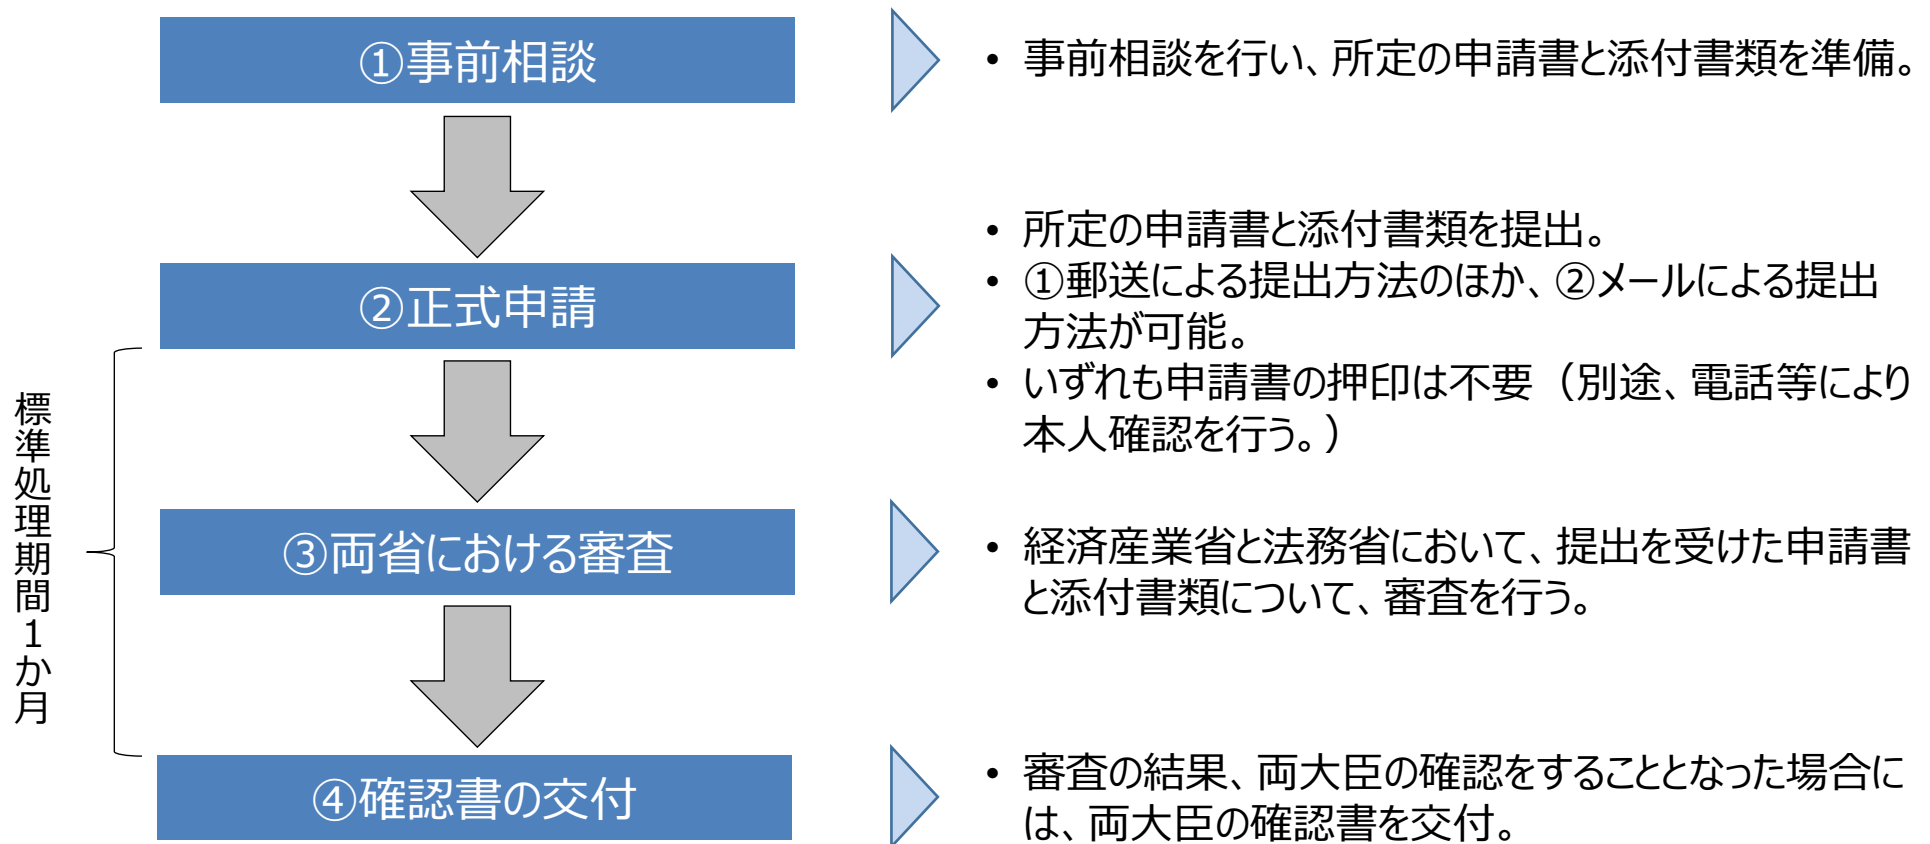 ①事前相談
• 事前相談を行い、所定の申請書と添付書類を準備。
②正式申請
• 所定の申請書と添付書類を提出。
• ①郵送による提出方法のほか、②メールによる提出
方法が可能。
• いずれも申請書の押印は不要（別途、電話等により
本人確認を行う。）
標準処理期間１か月
③両省における審査
• 経済産業省と法務省において、提出を受けた申請書
と添付書類について、審査を行う。
④確認書の交付
• 審査の結果、両大臣の確認をすることとなった場合に
は、両大臣の確認書を交付。